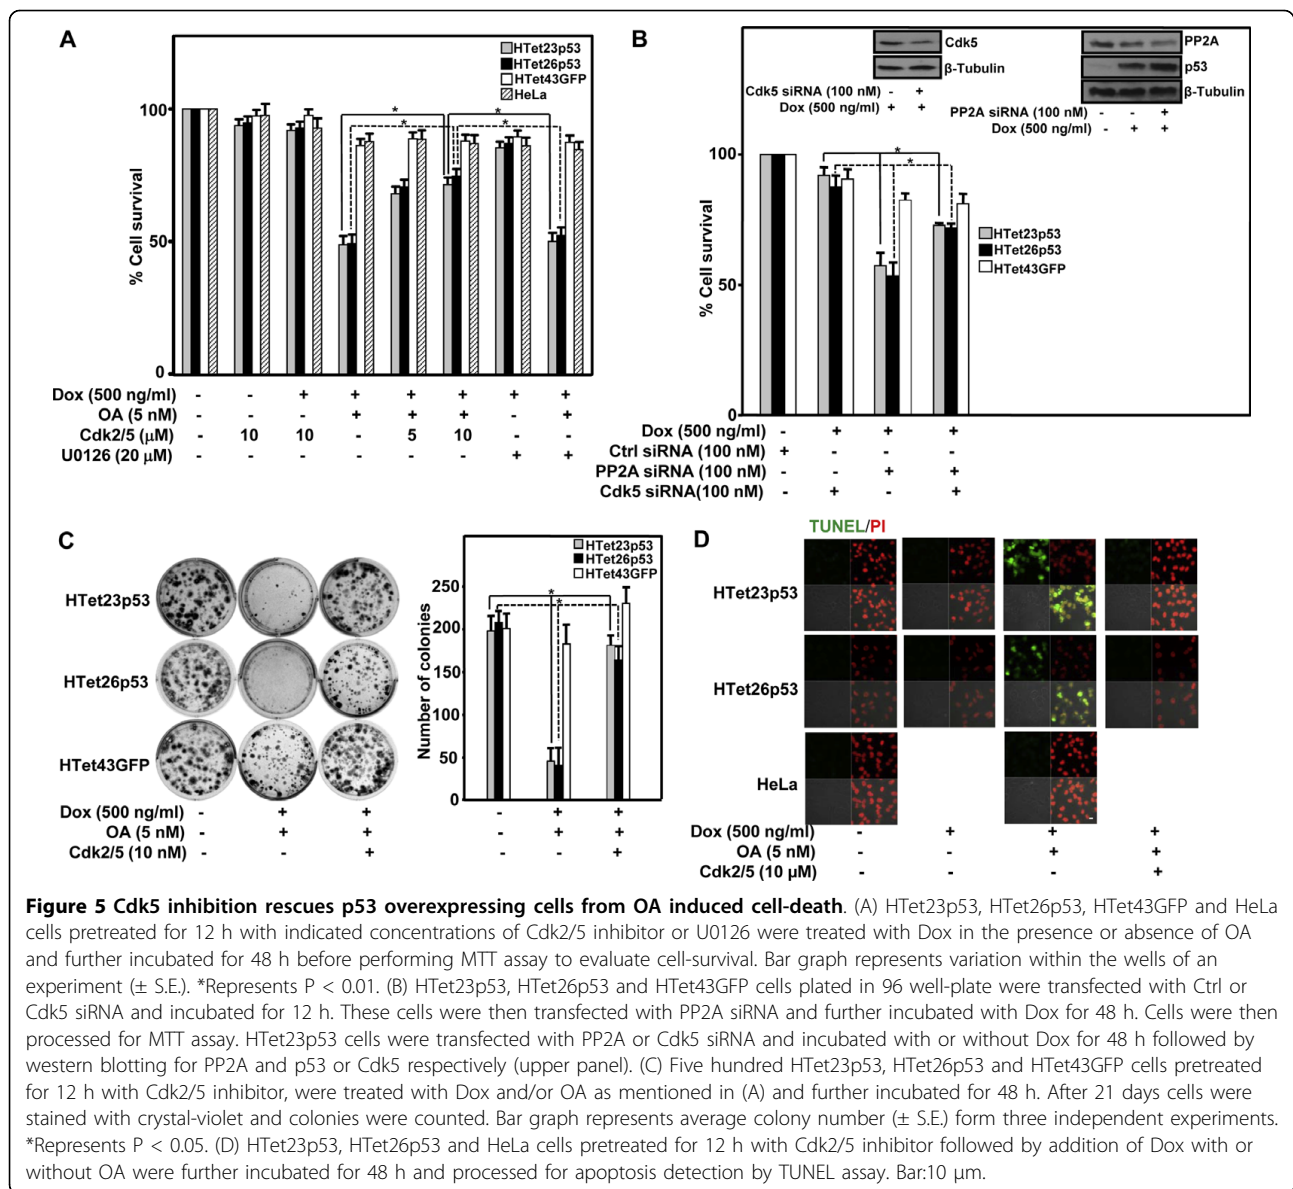 A
HTet23p53
HTet26p53
HTet43GFP
HeLa
% Cell survival
100
50
0
*
*
*
*
Dox (500 ng/ml) - - + + + + + +
OA (5 nM) - - - + + + - +
Cdk2/5 (µM) - 10 10 - 5 10 - -
U0126 (20 µM) - - - - - - + +
B
Cdk5
β-Tubulin
Cdk5 siRNA (100 nM) - +
Dox (500 ng/ml) + +
PP2A
p53
β-Tubulin
PP2A siRNA (100 nM) - - +
Dox (500 ng/ml) - + +
% Cell survival
100
50
0
*
*
HTet23p53
HTet26p53
HTet43GFP
Dox (500 ng/ml) - + + +
Ctrl siRNA (100 nM) + - - -
PP2A siRNA (100 nM) - - + +
Cdk5 siRNA(100 nM) - + - +
C
HTet23p53
HTet26p53
HTet43GFP
Dox (500 ng/ml) - + +
OA (5 nM) - + +
Cdk2/5 (10 nM) - - +
HTet23p53
HTet26p53
HTet43GFP
Number of colonies
250
200
150
100
50
0
*
*
- + +
- + +
- - +
D
TUNEL/PI
HTet23p53
HTet26p53
HeLa
Dox (500 ng/ml) - + + +
OA (5 nM) - - + +
Cdk2/5 (10 µM) - - - +
Figure 5 Cdk5 inhibition rescues p53 overexpressing cells from OA induced cell-death. (A) HTet23p53, HTet26p53, HTet43GFP and HeLa
cells pretreated for 12 h with indicated concentrations of Cdk2/5 inhibitor or U0126 were treated with Dox in the presence or absence of OA
and further incubated for 48 h before performing MTT assay to evaluate cell-survival. Bar graph represents variation within the wells of an
experiment (± S.E.). *Represents P < 0.01. (B) HTet23p53, HTet26p53 and HTet43GFP cells plated in 96 well-plate were transfected with Ctrl or
Cdk5 siRNA and incubated for 12 h. These cells were then transfected with PP2A siRNA and further incubated with Dox for 48 h. Cells were then
processed for MTT assay. HTet23p53 cells were transfected with PP2A or Cdk5 siRNA and incubated with or without Dox for 48 h followed by
western blotting for PP2A and p53 or Cdk5 respectively (upper panel). (C) Five hundred HTet23p53, HTet26p53 and HTet43GFP cells pretreated
for 12 h with Cdk2/5 inhibitor, were treated with Dox and/or OA as mentioned in (A) and further incubated for 48 h. After 21 days cells were
stained with crystal-violet and colonies were counted. Bar graph represents average colony number (± S.E.) form three independent experiments.
*Represents P < 0.05. (D) HTet23p53, HTet26p53 and HeLa cells pretreated for 12 h with Cdk2/5 inhibitor followed by addition of Dox with or
without OA were further incubated for 48 h and processed for apoptosis detection by TUNEL assay. Bar:10 µm.